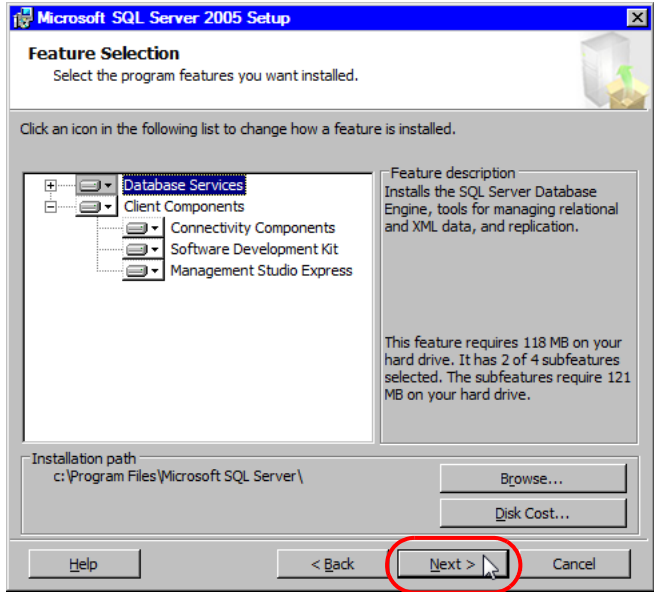 Microsoft SQL Server 2005 Setup
Feature Selection
Select the program features you want installed.
Click an icon in the following list to change how a feature is installed.
Database Services
Client Components
Connectivity Components
Software Development Kit
Management Studio Express
Feature description
Installs the SQL Server Database
Engine, tools for managing relational
and XML data, and replication.
This feature requires 118 MB on your
hard drive. It has 2 of 4 subfeatures
selected. The subfeatures require 121
MB on your hard drive.
Installation path
c:\Program Files\Microsoft SQL Server\
Browse...
Disk Cost...
Help
< Back
Next >
Cancel